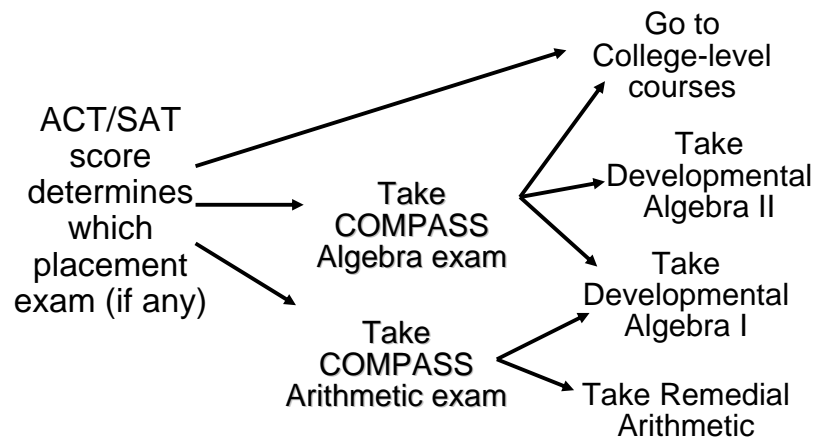 ACT/SAT
score
determines
which
placement
exam (if any)
Take
COMPASS
Algebra exam
Take
COMPASS
Arithmetic exam
Go to
College-level
courses
Take
Developmental
Algebra II
Take
Developmental
Algebra I
Take Remedial
Arithmetic